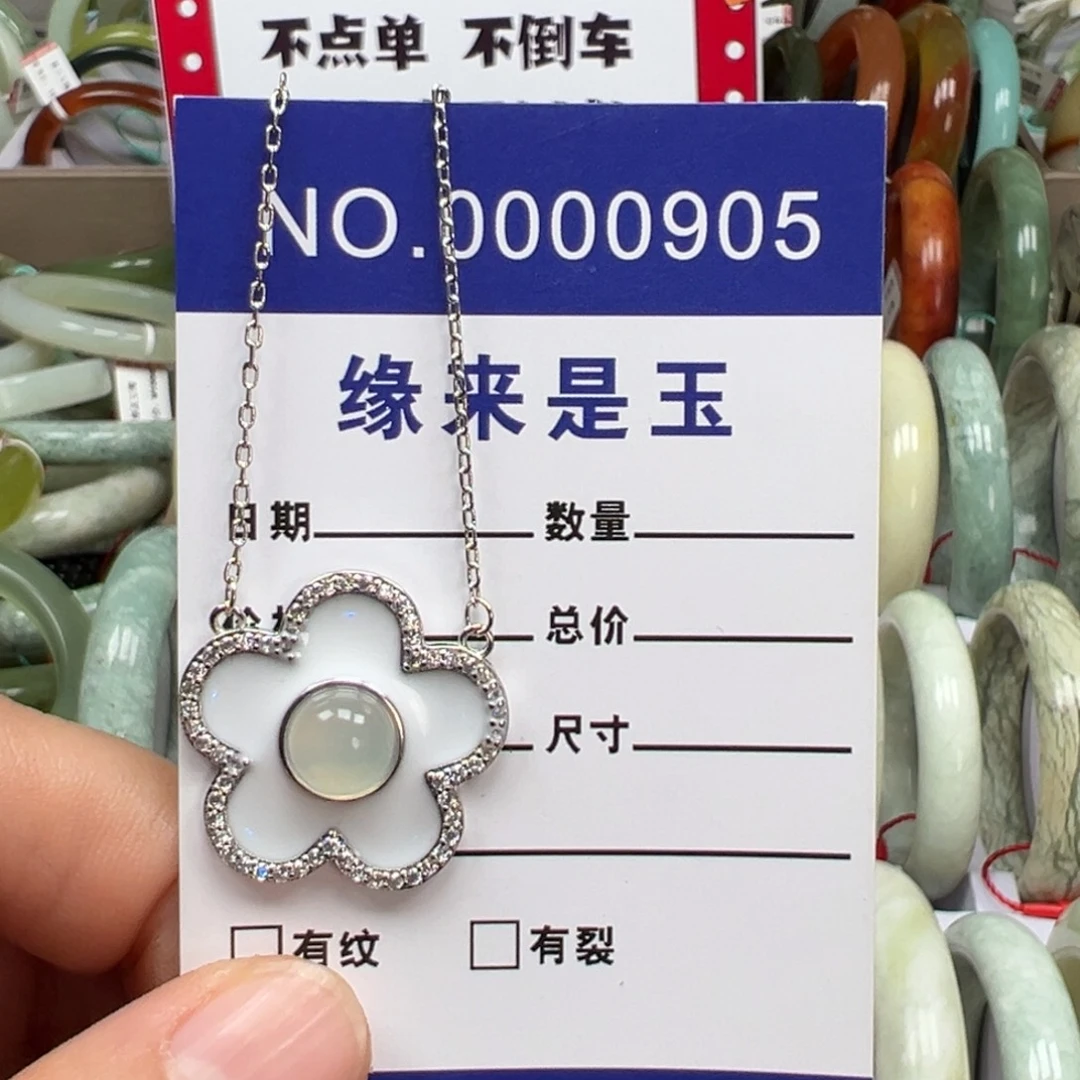 不点单 不倒车
NO.0000905
缘来是玉
日期 数量
总价
尺寸
有纹 有裂